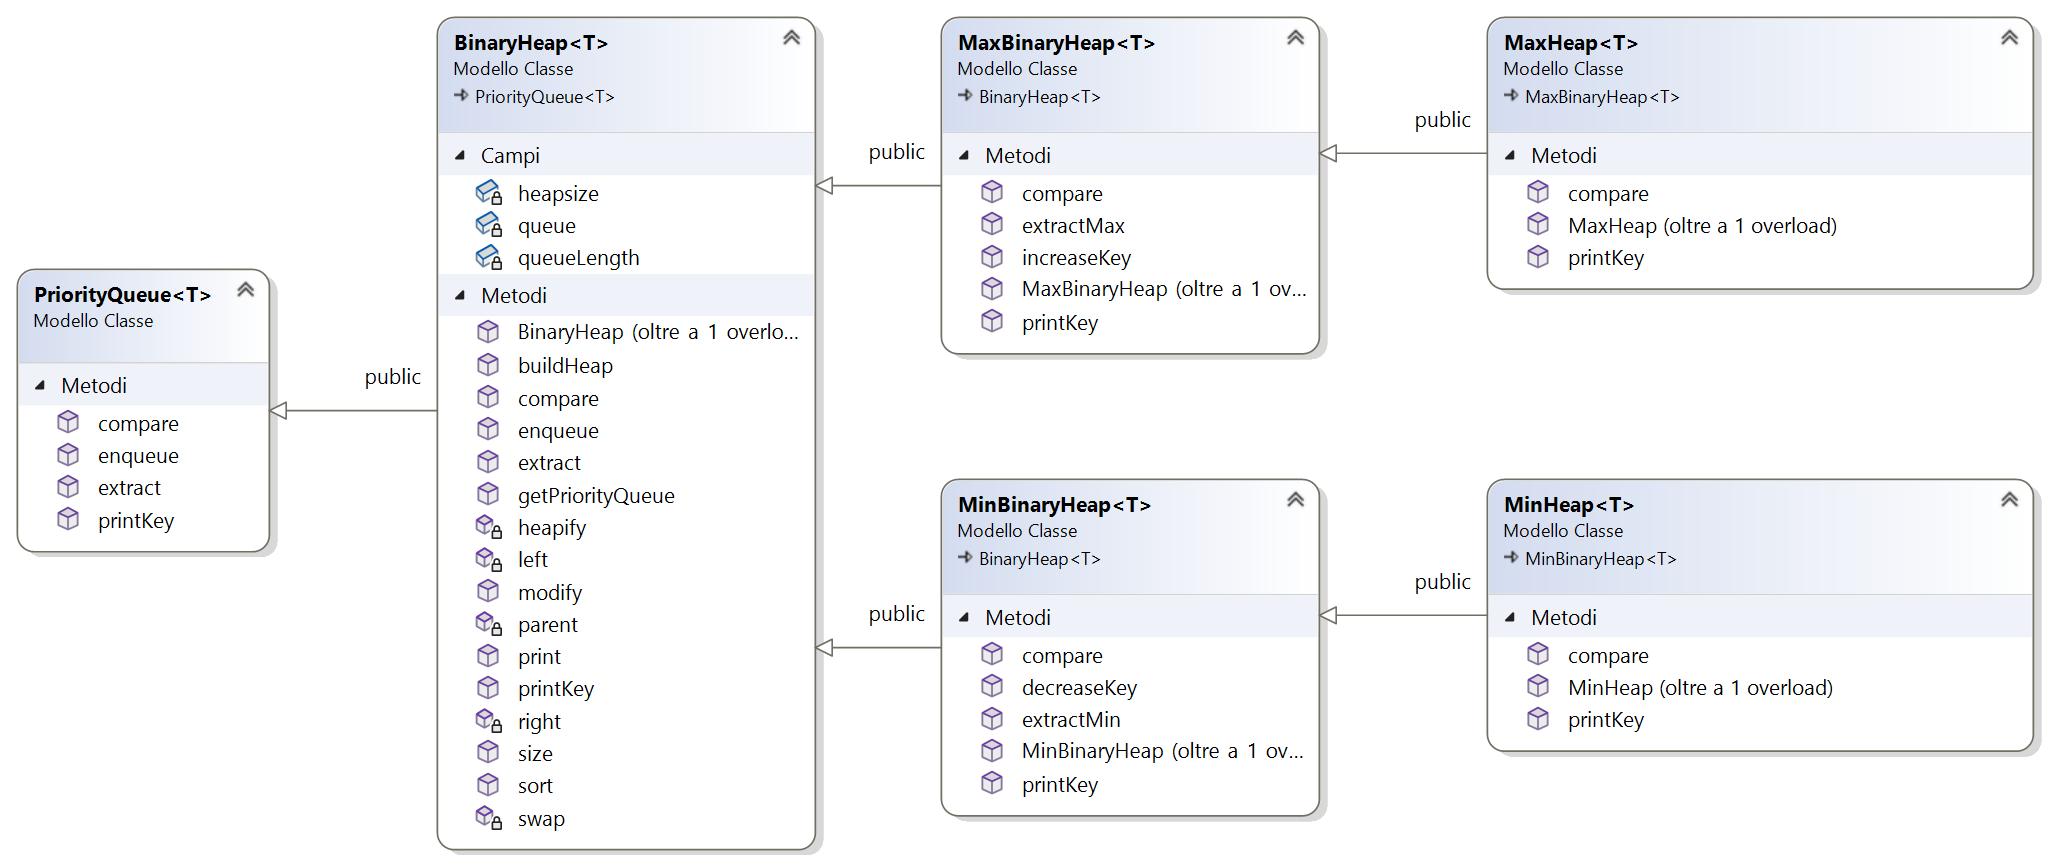 PriorityQueue<T>
Modello Classe
Metodi
compare
enqueue
extract
printKey
public
BinaryHeap<T>
Modello Classe
PriorityQueue<T>
Campi
heapsize
queue
queueLength
Metodi
BinaryHeap (oltre a 1 overlo...
buildHeap
compare
enqueue
extract
getPriorityQueue
heapify
left
modify
parent
print
printKey
right
size
sort
swap
public
MaxBinaryHeap<T>
Modello Classe
BinaryHeap<T>
Metodi
compare
extractMax
increaseKey
MaxBinaryHeap (oltre a 1 ov...
printKey
public
MaxHeap<T>
Modello Classe
MaxBinaryHeap<T>
Metodi
compare
MaxHeap (oltre a 1 overload)
printKey
public
MinBinaryHeap<T>
Modello Classe
BinaryHeap<T>
Metodi
compare
decreaseKey
extractMin
MinBinaryHeap (oltre a 1 ov...
printKey
public
MinHeap<T>
Modello Classe
MinBinaryHeap<T>
Metodi
compare
MinHeap (oltre a 1 overload)
printKey